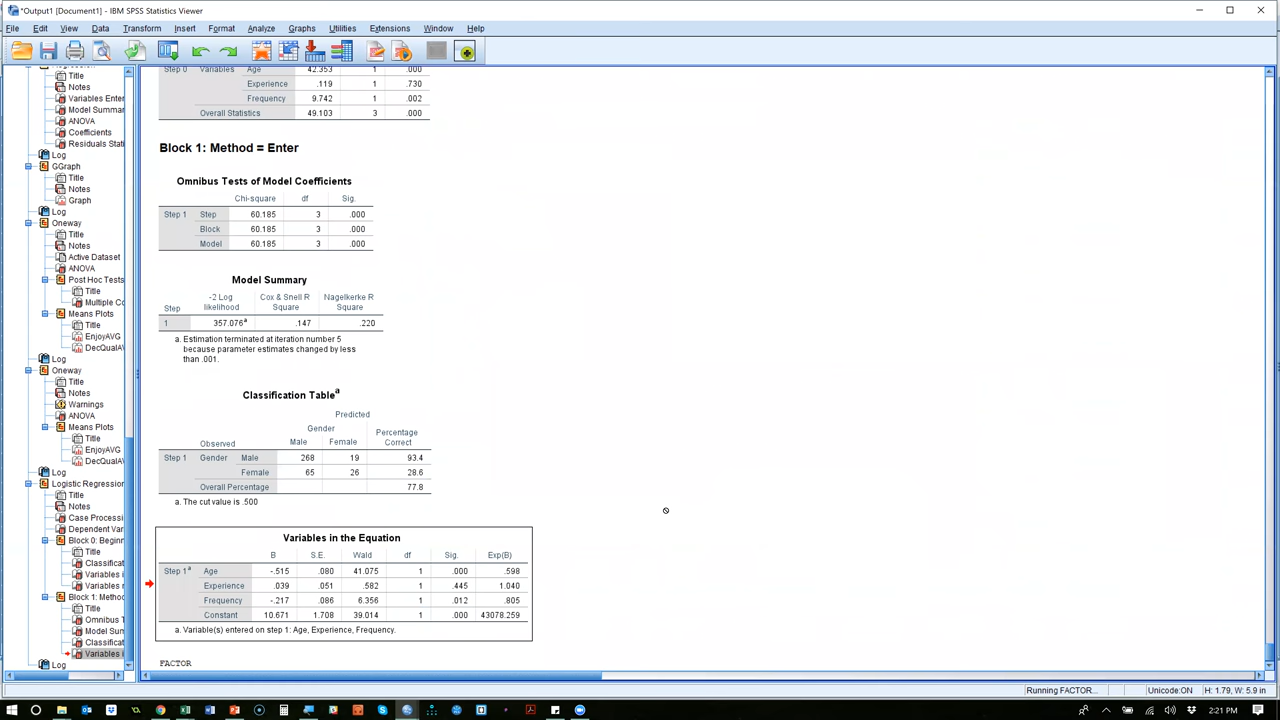 *Output1 [Document1] - IBM SPSS Statistics Viewer
File Edit View Data Transform Insert Format Analyze Graphs Utilities Extensions Window Help
Title
Notes
Variables Enter
Model Summar
ANOVA
Coefficients
Residuals Stati
Log
GGraph
Title
Notes
Graph
Log
Oneway
Title
Notes
Active Dataset
ANOVA
Post Hoc Tests
Title
Multiple Co
Means Plots
Title
EnjoyAVG
DecQualAV
Log
Oneway
Title
Notes
Warnings
ANOVA
Means Plots
Title
EnjoyAVG
DecQualAV
Log
Logistic Regression
Title
Notes
Case Processin
Dependent Vari
Block 0: Beginn
Title
Classificat
Variables i
Variables n
Block 1: Metho
Title
Omnibus T
Model Sum
Classificat
Variables i
Log
Step 0 Variables Age 42.353 1 .000
Experience .119 1 .730
Frequency 9.742 1 .002
Overall Statistics 49.103 3 .000
Block 1: Method = Enter
Omnibus Tests of Model Coefficients
Chi-square df Sig.
Step 1 Step 60.185 3 .000
Block 60.185 3 .000
Model 60.185 3 .000
Model Summary
Step -2 Log likelihood Cox & Snell R Square Nagelkerke R Square
1 357.076a .147 .220
a. Estimation terminated at iteration number 5
because parameter estimates changed by less
than .001.
Classification Tablea
Predicted
Gender
Observed Male Female Percentage Correct
Step 1 Gender Male 268 19 93.4
Female 65 26 28.6
Overall Percentage 77.8
a. The cut value is .500
Variables in the Equation
B S.E. Wald df Sig. Exp(B)
Step 1a Age -.515 .080 41.075 1 .000 .598
Experience .039 .051 .582 1 .445 1.040
Frequency -.217 .086 6.356 1 .012 .805
Constant 10.671 1.708 39.014 1 .000 43078.259
a. Variable(s) entered on step 1: Age, Experience, Frequency.
FACTOR
Running FACTOR... Unicode:ON H: 1.79, W: 5.9 in
2:21 PM